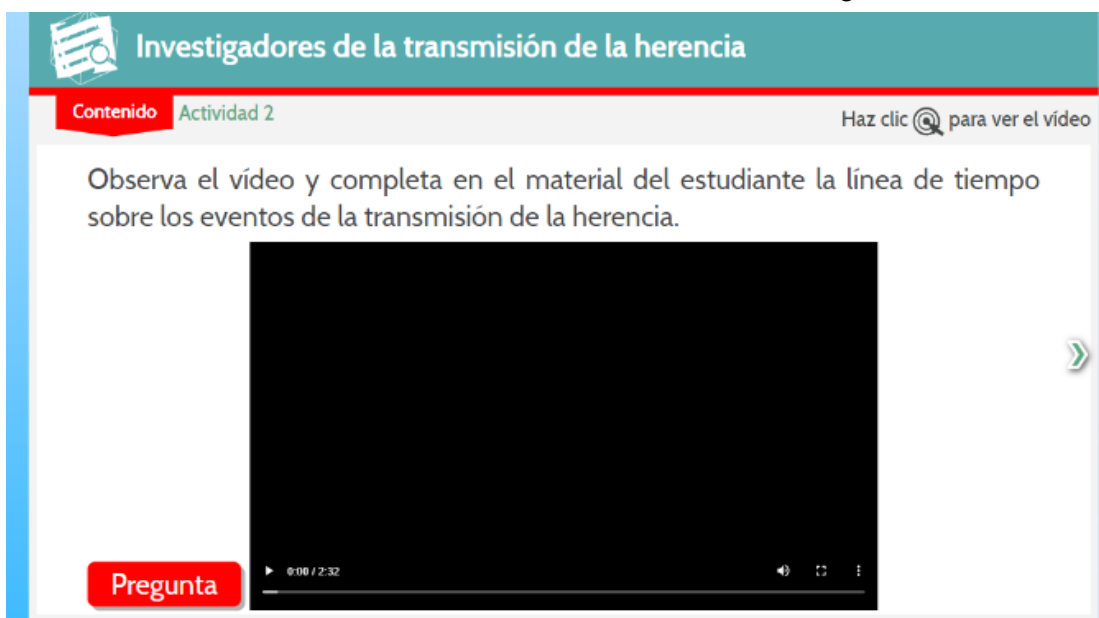 Investigadores de la transmisión de la herencia
Contenido Actividad 2
Haz clic para ver el vídeo
Observa el vídeo y completa en el material del estudiante la línea de tiempo
sobre los eventos de la transmisión de la herencia.
0:00 / 2:32
Pregunta